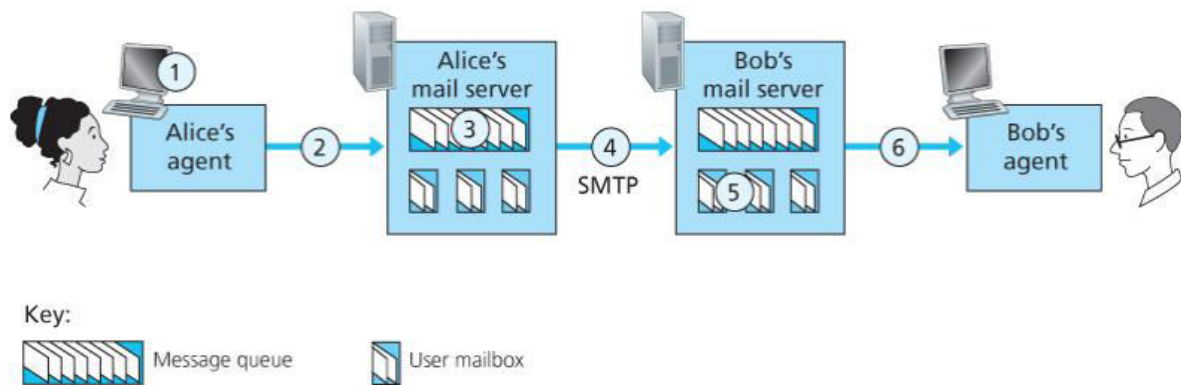 1
Alice's
agent
2
Alice's
mail server
3
4
SMTP
Bob's
mail server
5
6
Bob's
agent
Key:
Message queue
User mailbox